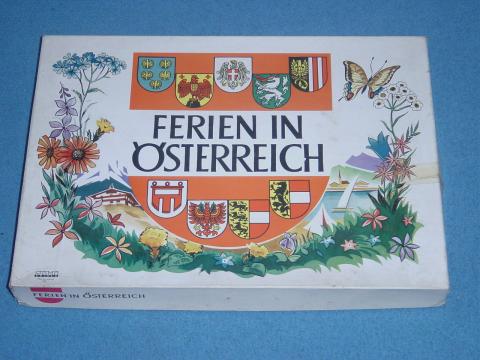 FERIEN IN
ÖSTERREICH
FERIEN IN ÖSTERREICH